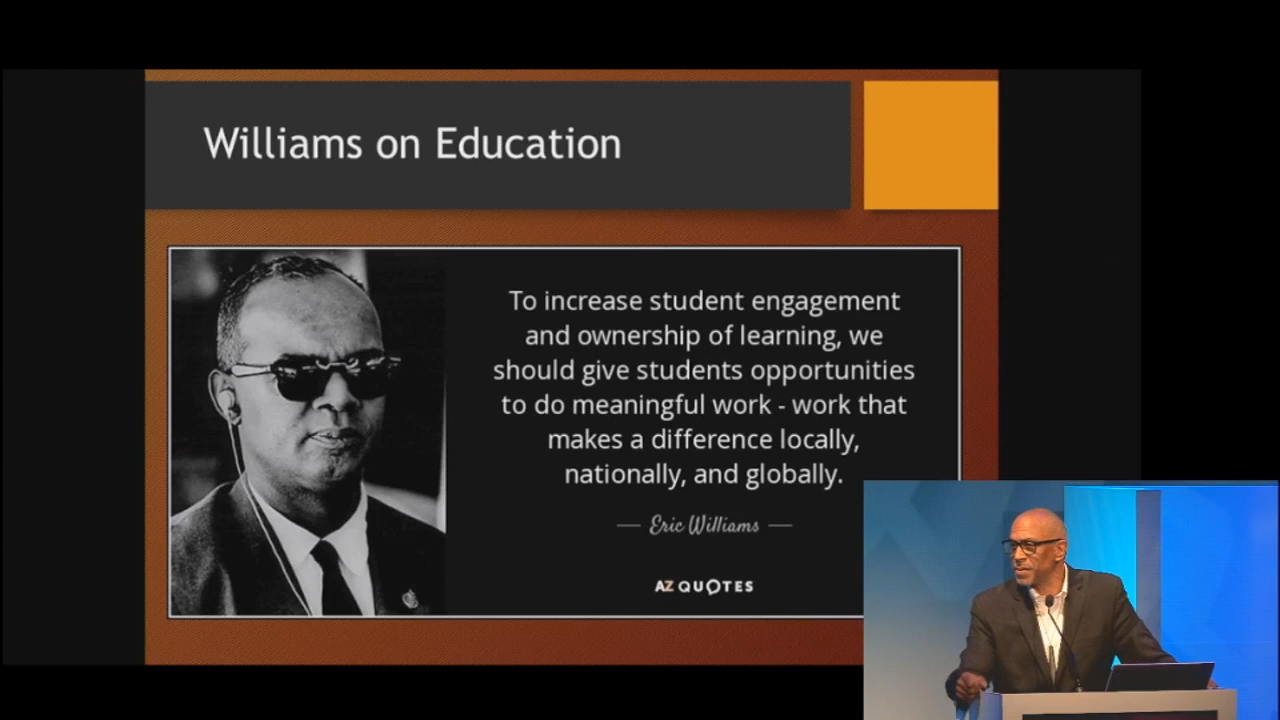 Williams on Education
To increase student engagement
and ownership of learning, we
should give students opportunities
to do meaningful work - work that
makes a difference locally,
nationally, and globally.
— Eric Williams —
AZ QUOTES